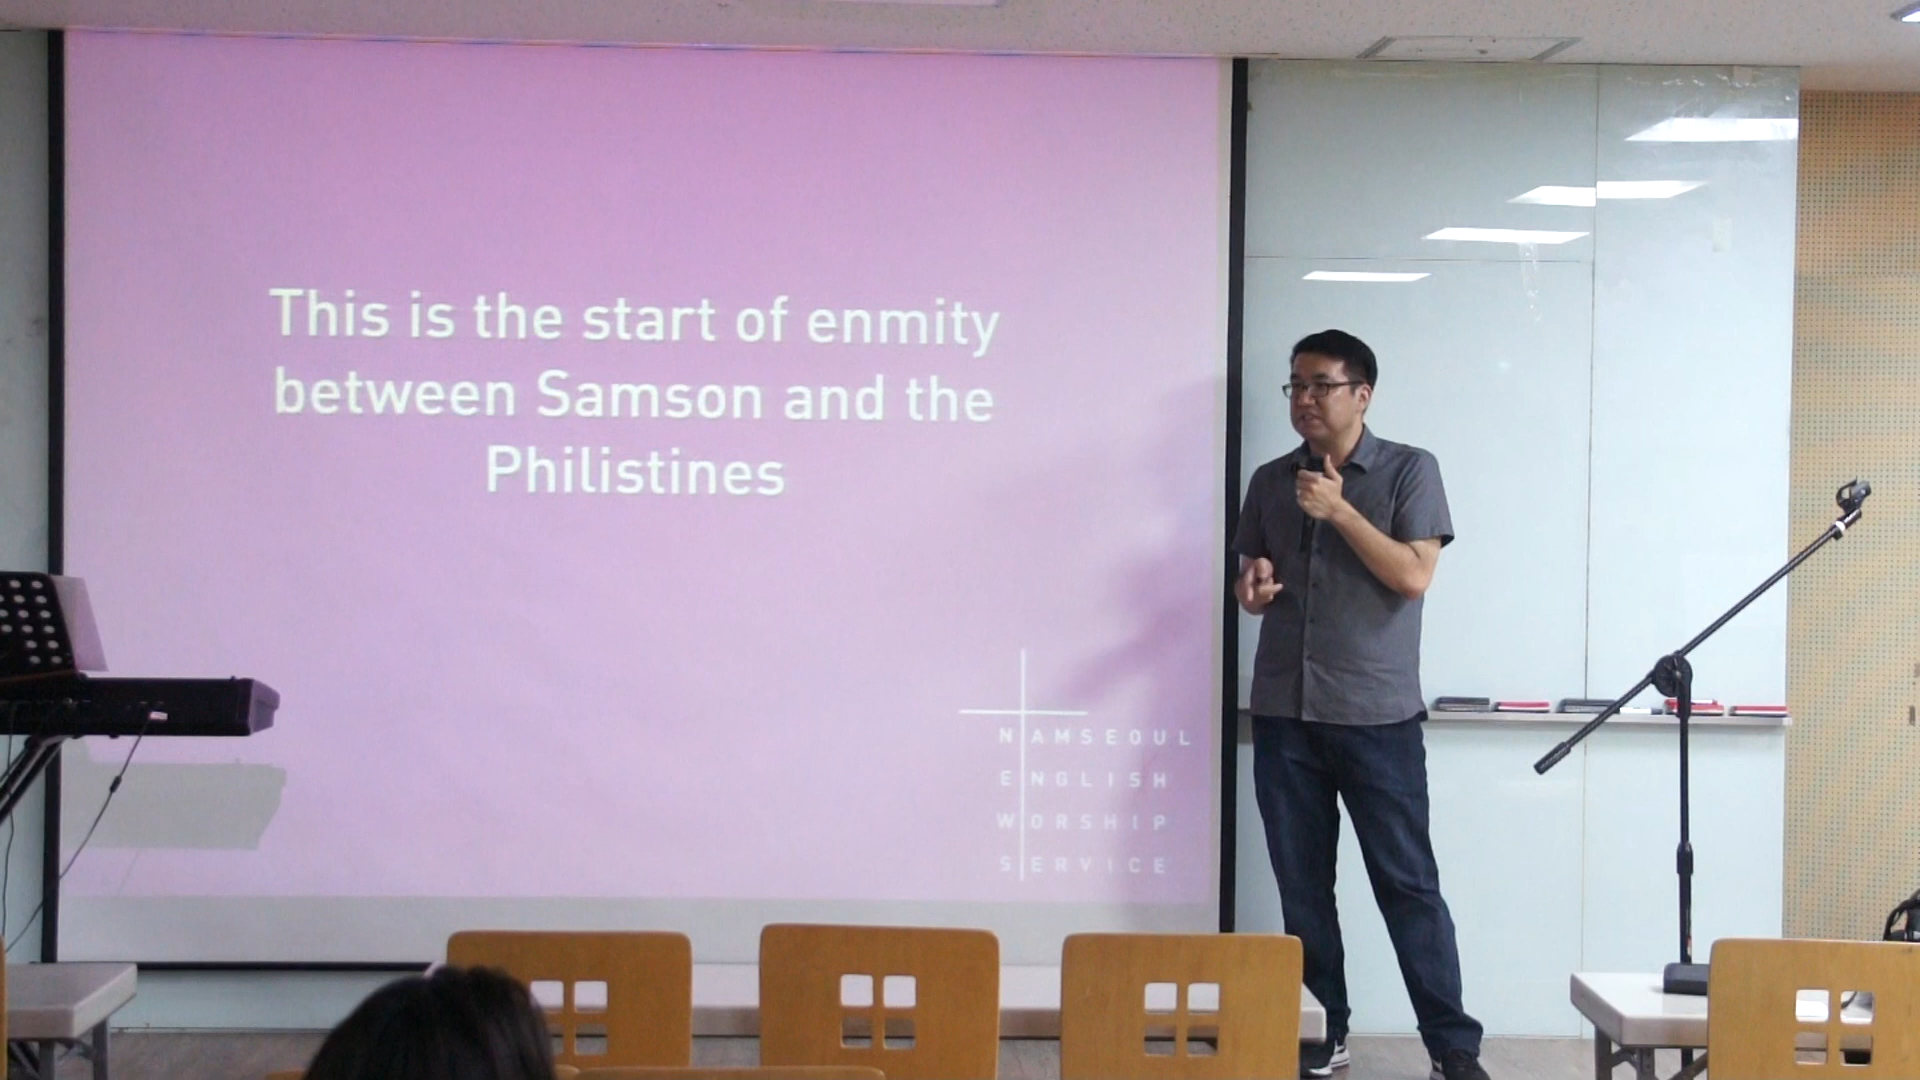 This is the start of enmity
between Samson and the
Philistines
NAMSEOUL
ENGLISH
WORSHIP
SERVICE